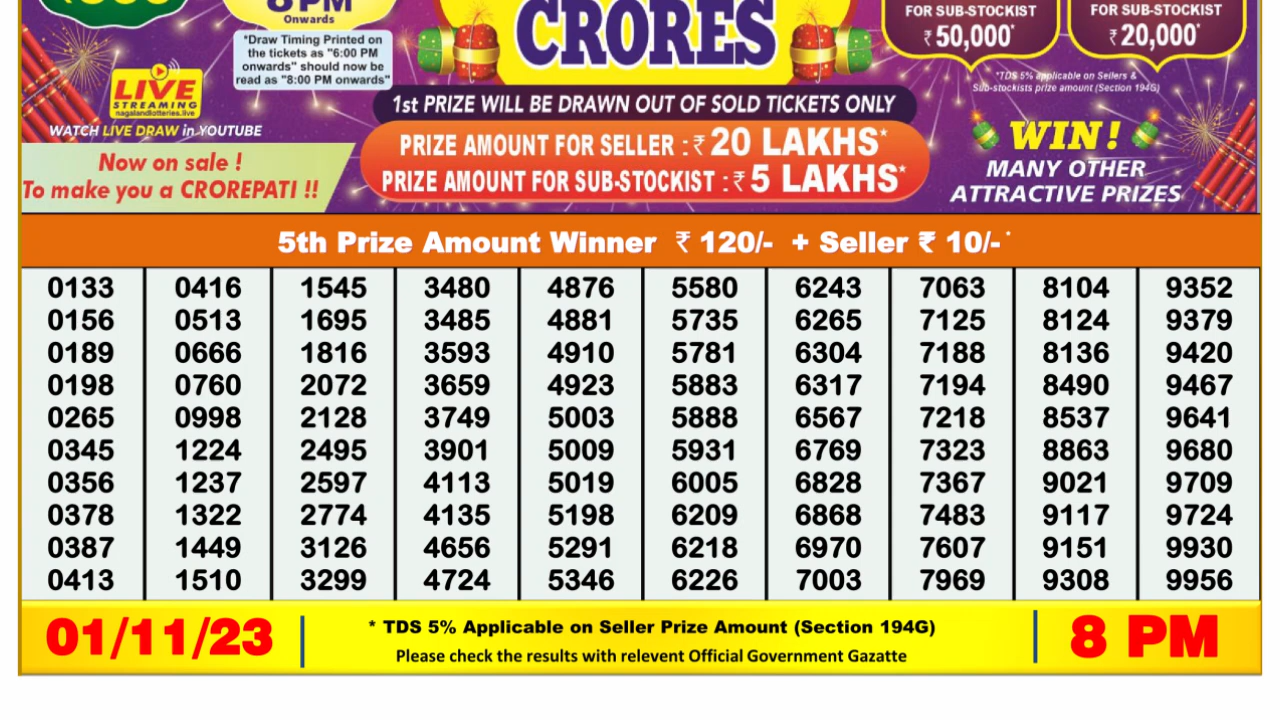 8 PM
Onwards
*Draw Timing Printed on
the tickets as "6:00 PM
onwards" should now be
read as "8:00 PM onwards"
CRORES
FOR SUB-STOCKIST
₹ 50,000*
FOR SUB-STOCKIST
₹ 20,000*
*TDS 5% applicable on Sellers &
Sub-stockists prize amount (Section 194G)
LIVE
STREAMING
nagalandlotteries.live
WATCH LIVE DRAW in YOUTUBE
Now on sale !
To make you a CROREPATI !!
1st PRIZE WILL BE DRAWN OUT OF SOLD TICKETS ONLY
PRIZE AMOUNT FOR SELLER : ₹ 20 LAKHS*
PRIZE AMOUNT FOR SUB-STOCKIST : ₹ 5 LAKHS*
WIN !
MANY OTHER
ATTRACTIVE PRIZES
5th Prize Amount Winner ₹ 120/- + Seller ₹ 10/- *
0133 0416 1545 3480 4876 5580 6243 7063 8104 9352
0156 0513 1695 3485 4881 5735 6265 7125 8124 9379
0189 0666 1816 3593 4910 5781 6304 7188 8136 9420
0198 0760 2072 3659 4923 5883 6317 7194 8490 9467
0265 0998 2128 3749 5003 5888 6567 7218 8537 9641
0345 1224 2495 3901 5009 5931 6769 7323 8863 9680
0356 1237 2597 4113 5019 6005 6828 7367 9021 9709
0378 1322 2774 4135 5198 6209 6868 7483 9117 9724
0387 1449 3126 4656 5291 6218 6970 7607 9151 9930
0413 1510 3299 4724 5346 6226 7003 7969 9308 9956
01/11/23
* TDS 5% Applicable on Seller Prize Amount (Section 194G)
Please check the results with relevent Official Government Gazatte
8 PM